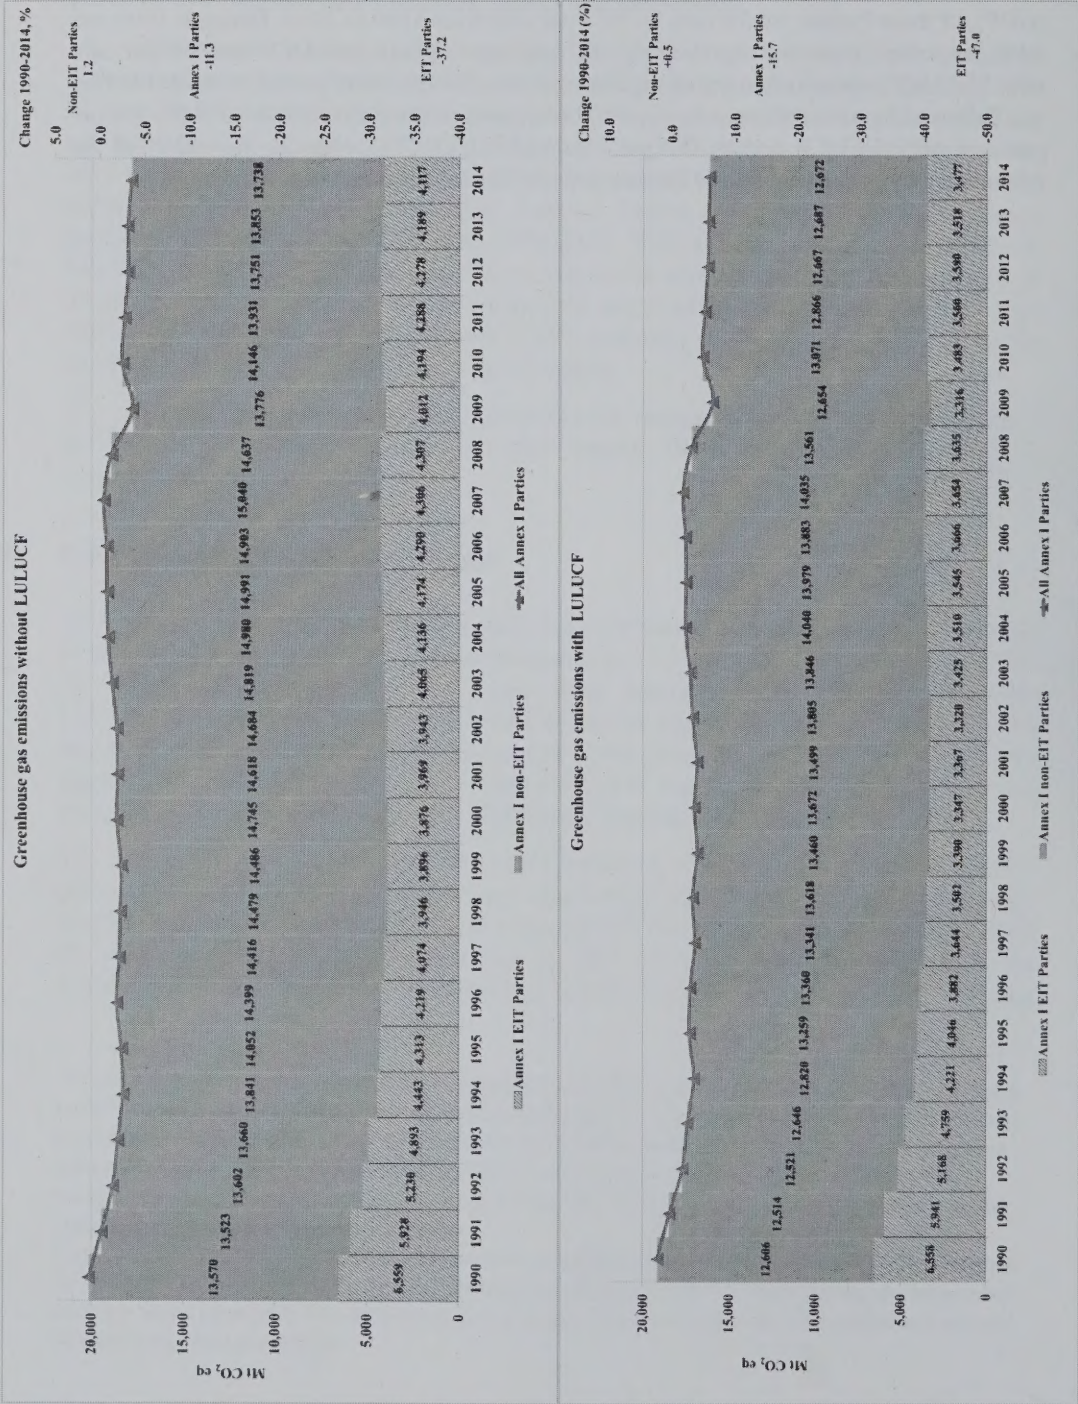 Greenhouse gas emissions without LULUCF
Change 1990-2014, %
Mt CO₂ eq
20,000
15,000
10,000
5,000
0
13,570 13,523 13,602 13,660 13,841 14,052 14,399 14,416 14,479 14,486 14,745 14,618 14,684 14,819 14,980 14,991 14,903 15,040 14,637 13,776 14,146 13,931 13,751 13,853 13,738
6,559 5,928 5,230 4,893 4,443 4,313 4,219 4,074 3,946 3,896 3,876 3,969 3,943 4,065 4,136 4,174 4,290 4,306 4,307 4,012 4,194 4,288 4,278 4,189 4,117
1990 1991 1992 1993 1994 1995 1996 1997 1998 1999 2000 2001 2002 2003 2004 2005 2006 2007 2008 2009 2010 2011 2012 2013 2014
5.0
0.0
-5.0
-10.0
-15.0
-20.0
-25.0
-30.0
-35.0
-40.0
Non-EIT Parties
1.2
Annex I Parties
-11.3
EIT Parties
-37.2
Annex I EIT Parties Annex I non-EIT Parties All Annex I Parties
Greenhouse gas emissions with LULUCF
Change 1990-2014 (%)
Mt CO₂ eq
20,000
15,000
10,000
5,000
0
12,606 12,514 12,521 12,646 12,820 13,259 13,360 13,341 13,618 13,460 13,672 13,499 13,805 13,846 14,040 13,979 13,883 14,035 13,561 12,654 13,071 12,866 12,667 12,687 12,672
6,558 5,941 5,168 4,759 4,221 4,046 3,882 3,644 3,502 3,390 3,347 3,367 3,320 3,425 3,510 3,545 3,666 3,654 3,635 3,316 3,483 3,560 3,590 3,518 3,477
1990 1991 1992 1993 1994 1995 1996 1997 1998 1999 2000 2001 2002 2003 2004 2005 2006 2007 2008 2009 2010 2011 2012 2013 2014
10.0
0.0
-10.0
-20.0
-30.0
-40.0
-50.0
Non-EIT Parties
+0.5
Annex I Parties
-15.7
EIT Parties
-47.0
Annex I EIT Parties Annex I non-EIT Parties All Annex I Parties